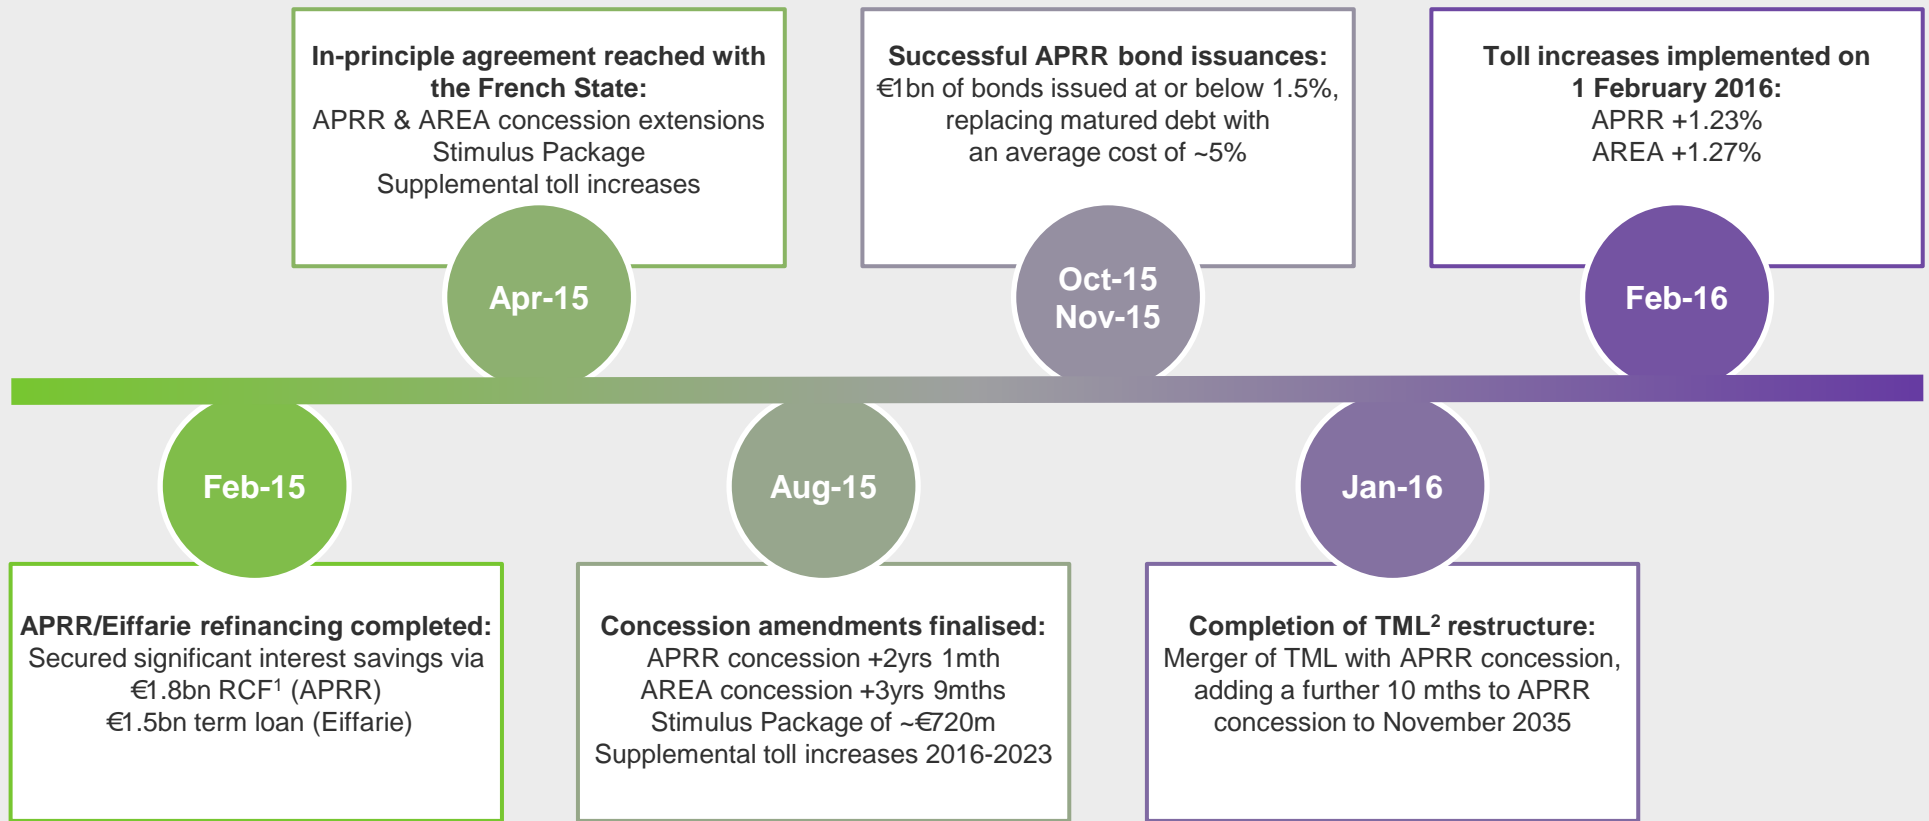 In-principle agreement reached with
the French State:
APRR & AREA concession extensions
Stimulus Package
Supplemental toll increases
Apr-15
Successful APRR bond issuances:
€1bn of bonds issued at or below 1.5%,
replacing matured debt with
an average cost of ~5%
Oct-15
Nov-15
Toll increases implemented on
1 February 2016:
APRR +1.23%
AREA +1.27%
Feb-16
Feb-15
APRR/Eiffarie refinancing completed:
Secured significant interest savings via
€1.8bn RCF¹ (APRR)
€1.5bn term loan (Eiffarie)
Aug-15
Concession amendments finalised:
APRR concession +2yrs 1mth
AREA concession +3yrs 9mths
Stimulus Package of ~€720m
Supplemental toll increases 2016-2023
Jan-16
Completion of TML² restructure:
Merger of TML with APRR concession,
adding a further 10 mths to APRR
concession to November 2035